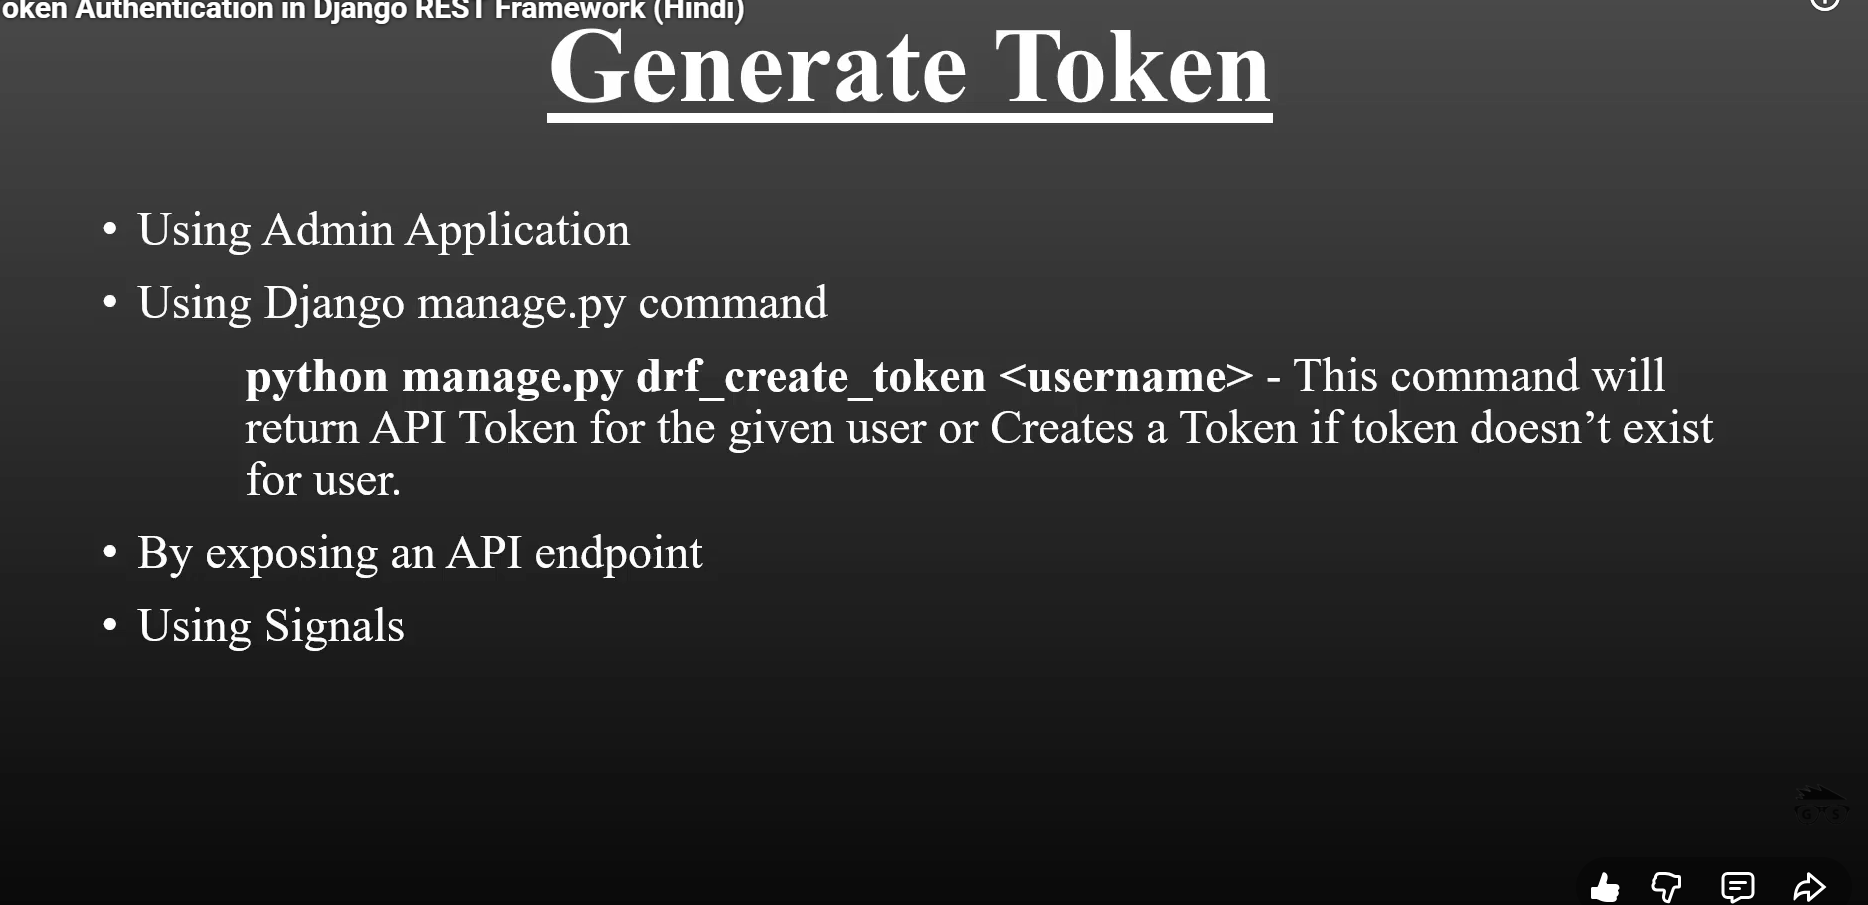 oken Authentication in Django REST Framework (Hindi)
Generate Token
• Using Admin Application
• Using Django manage.py command
python manage.py drf_create_token <username> - This command will
return API Token for the given user or Creates a Token if token doesn’t exist
for user.
• By exposing an API endpoint
• Using Signals
G S